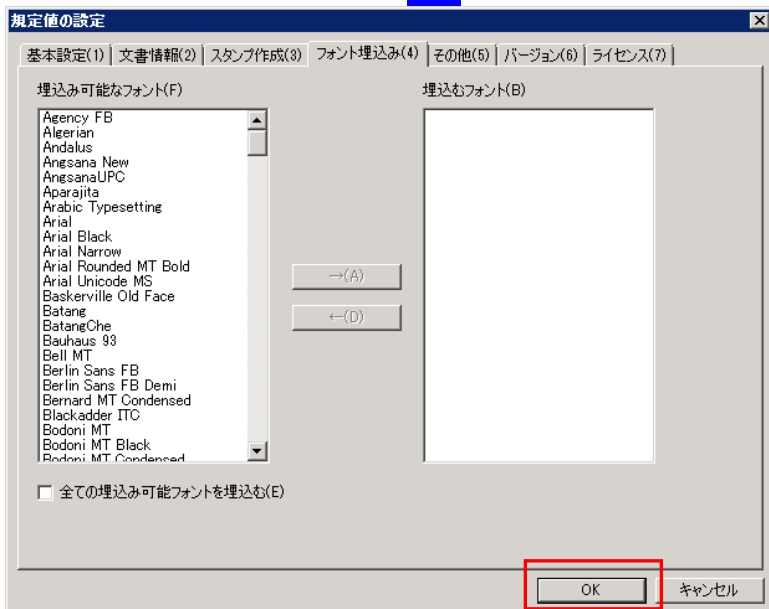 規定値の設定
基本設定(1) 文書情報(2) スタンプ作成(3) フォント埋込み(4) その他(5) バージョン(6) ライセンス(7)
埋込み可能なフォント(F) 埋込むフォント(B)
Agency FB
Algerian
Andalus
Angsana New
AngsanaUPC
Aparajita
Arabic Typesetting
Arial
Arial Black
Arial Narrow
Arial Rounded MT Bold
Arial Unicode MS
Baskerville Old Face
Batang
BatangChe
Bauhaus 93
Bell MT
Berlin Sans FB
Berlin Sans FB Demi
Bernard MT Condensed
Blackadder ITC
Bodoni MT
Bodoni MT Black
Bodoni MT Condensed
→(A)
←(D)
全ての埋込み可能フォントを埋込む(E)
OK キャンセル